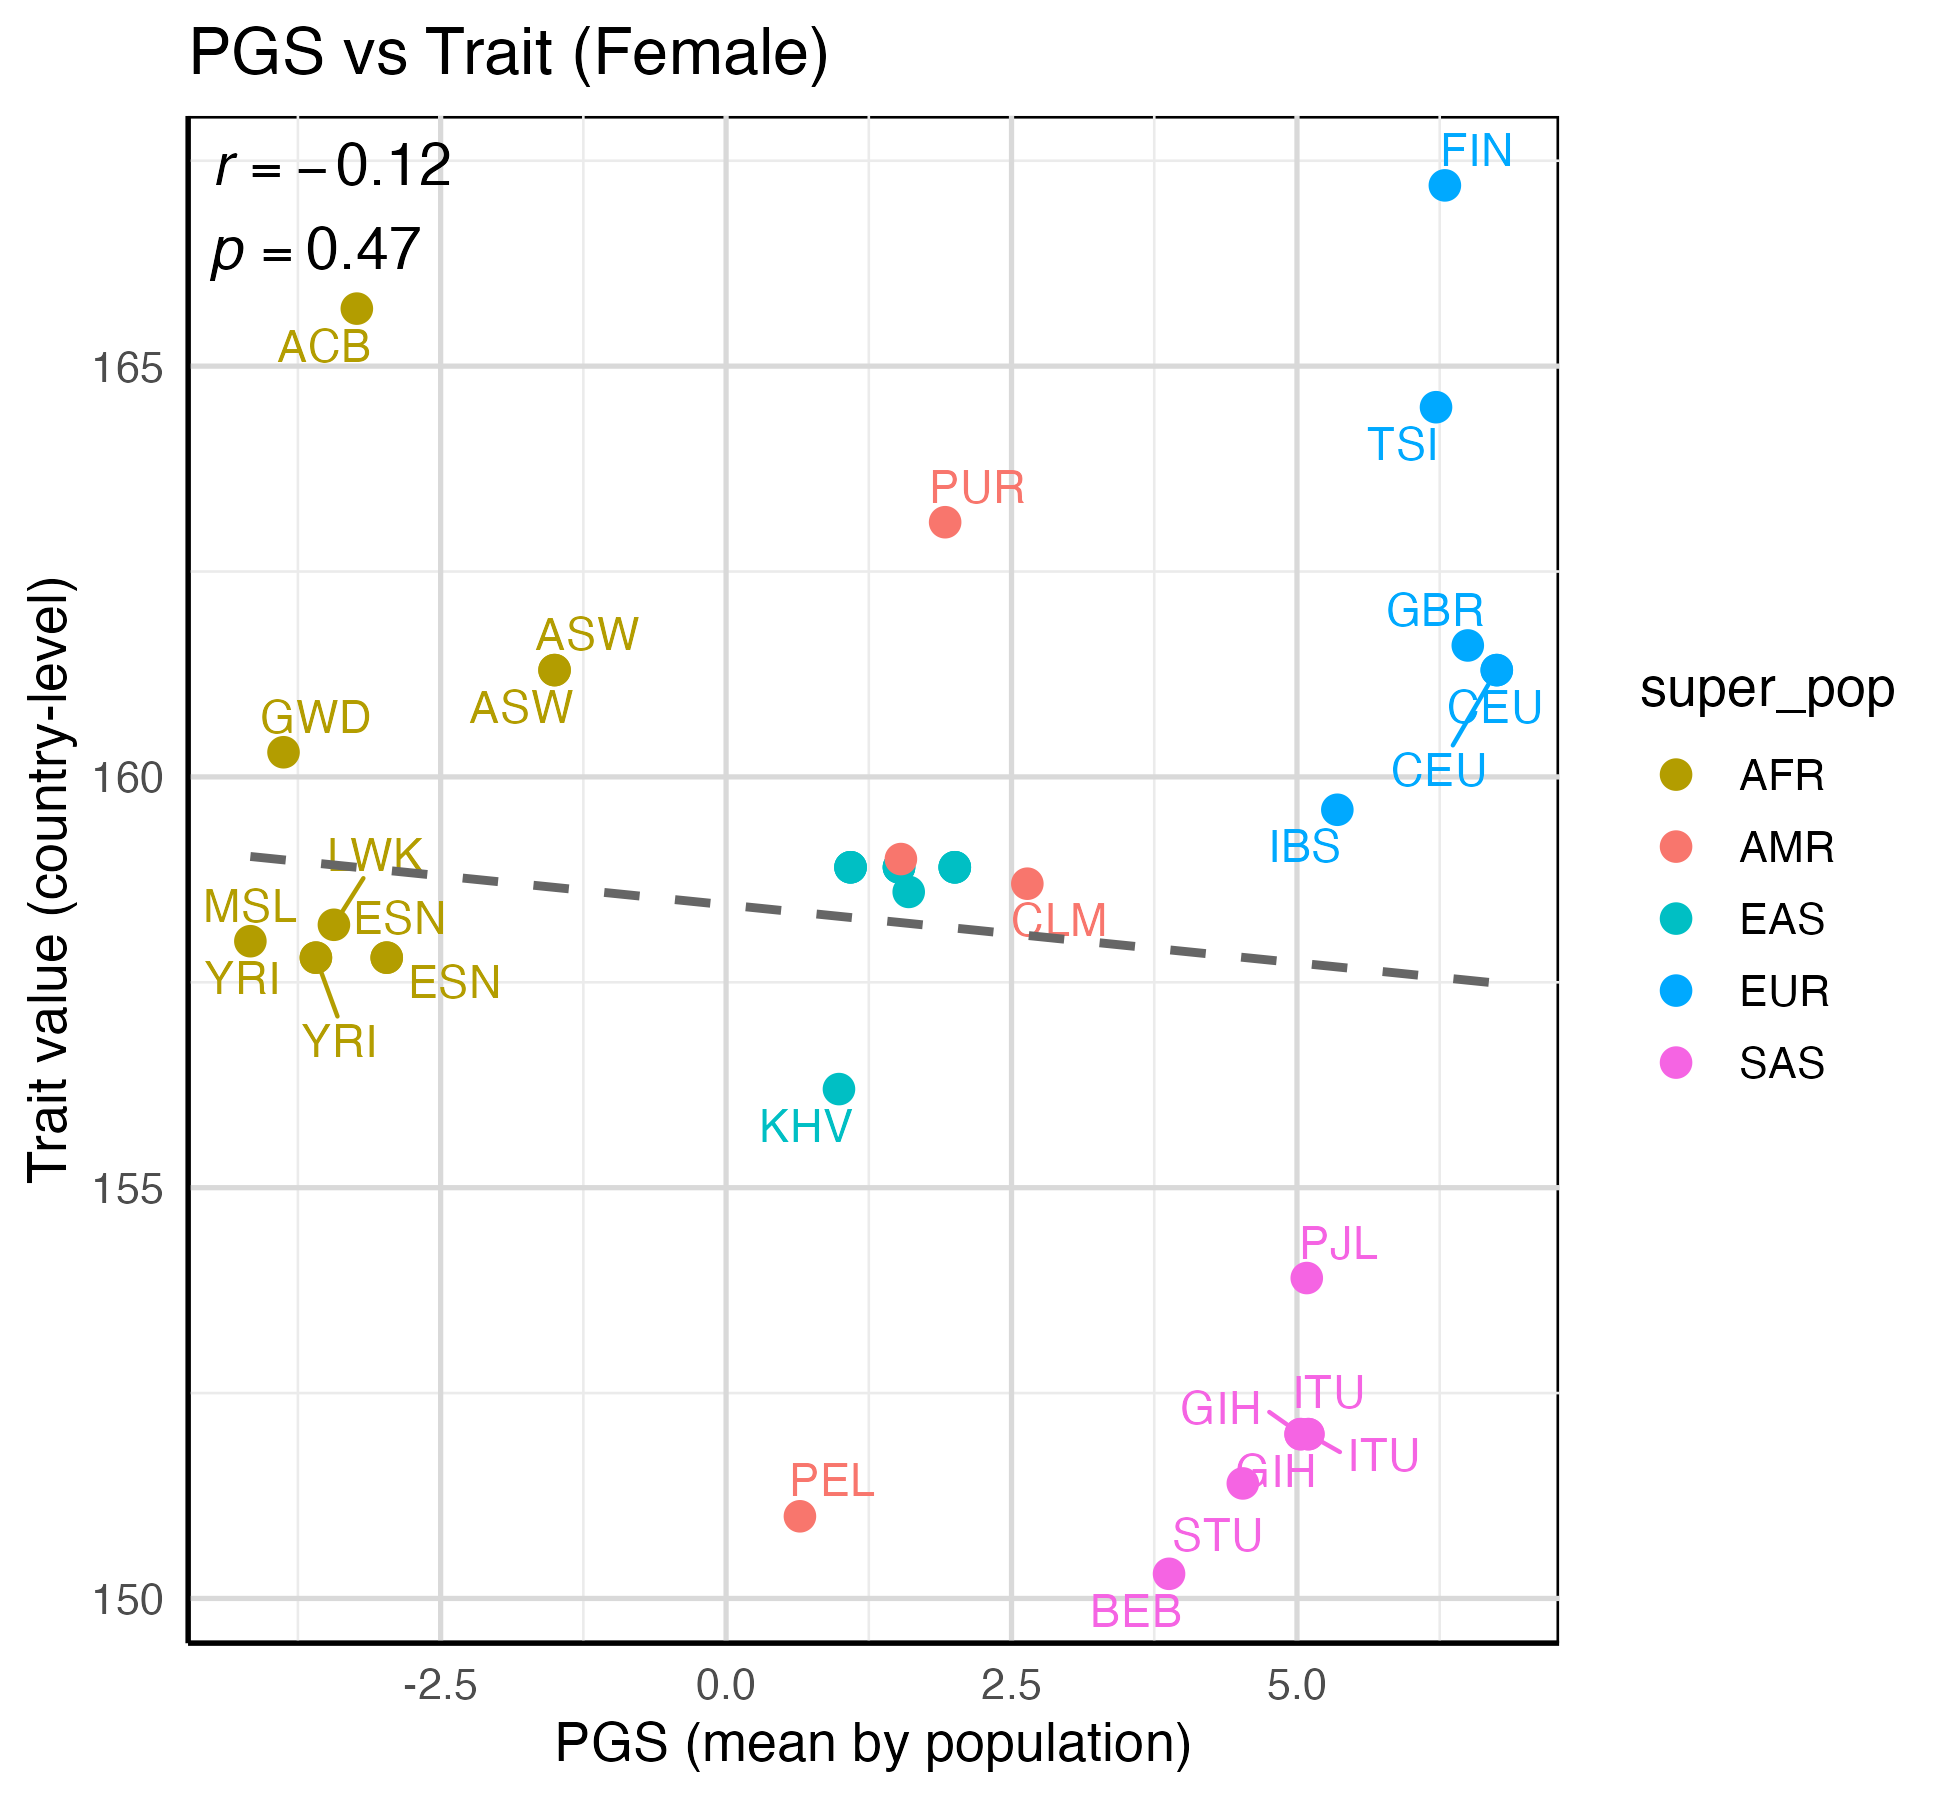 PGS vs Trait (Female)
r = −0.12
p = 0.47
FIN
ACB
165
TSI
PUR
GBR
ASW
ASW
CEU
GWD
CEU
160
IBS
LWK
MSL
ESN
CLM
YRI
ESN
YRI
KHV
155
PJL
ITU
GIH
ITU
GIH
PEL
STU
BEB
150
-2.5 0.0 2.5 5.0
PGS (mean by population)
Trait value (country-level)
super_pop
AFR
AMR
EAS
EUR
SAS